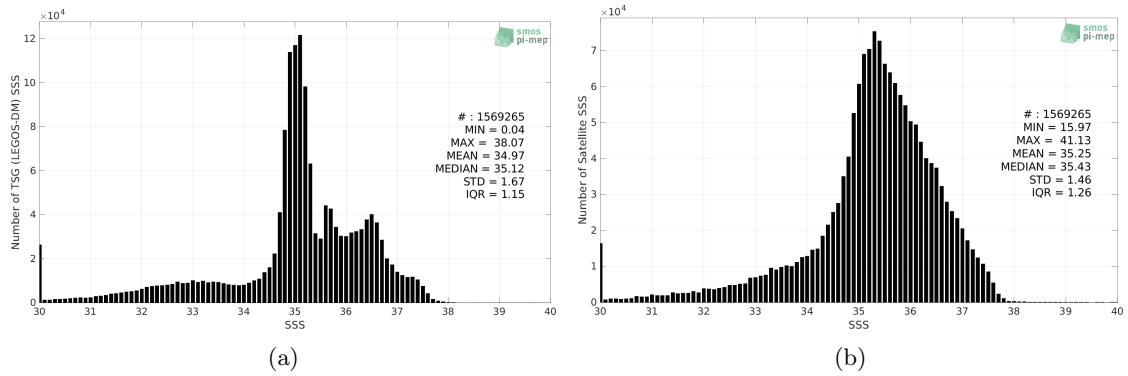 ×10⁴
12
10
8
6
4
2
0
Number of TSG (LEGOS-DM) SSS
30 31 32 33 34 35 36 37 38 39 40
SSS
smos
pi-mep
# : 1569265
MIN = 0.04
MAX = 38.07
MEAN = 34.97
MEDIAN = 35.12
STD = 1.67
IQR = 1.15
(a)
×10⁴
7
6
5
4
3
2
1
0
Number of Satellite SSS
30 31 32 33 34 35 36 37 38 39 40
SSS
smos
pi-mep
# : 1569265
MIN = 15.97
MAX = 41.13
MEAN = 35.25
MEDIAN = 35.43
STD = 1.46
IQR = 1.26
(b)